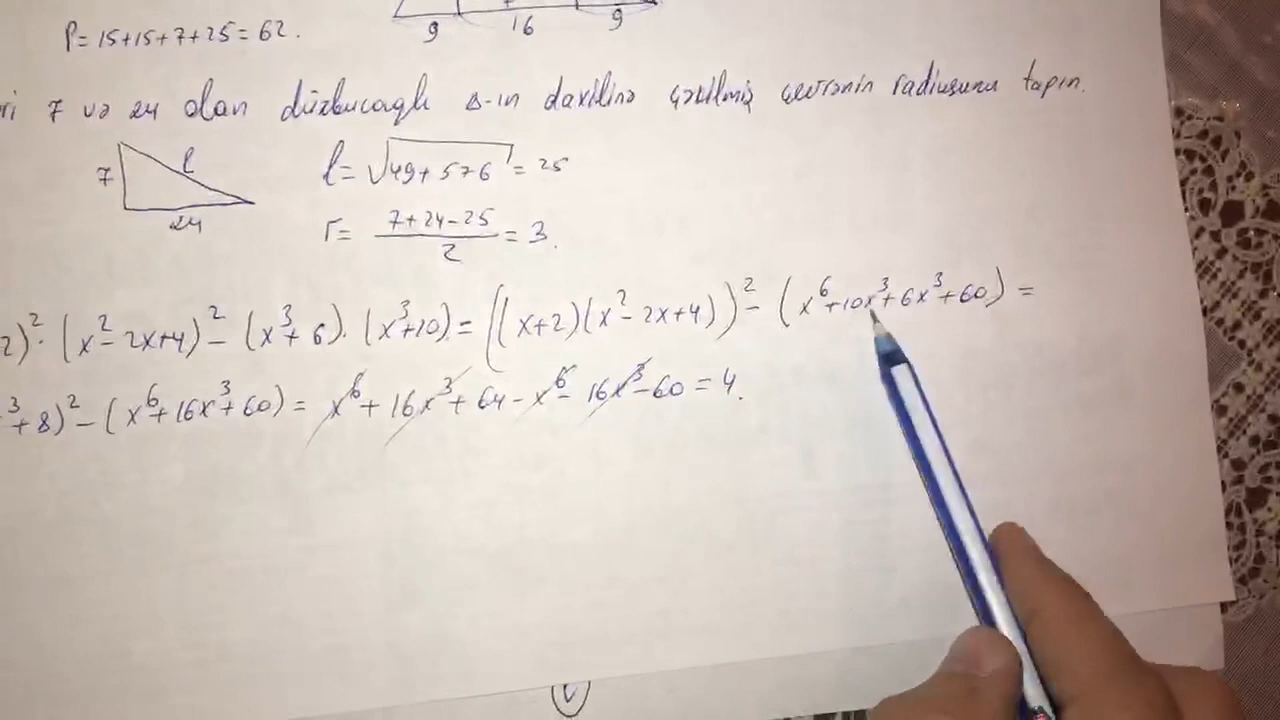 P = 15+15+7+25 = 62.
9 16 9
7 və 24 olan düzbucaqlı Δ-ın daxilinə çəkilmiş çevrənin radiusunu tapın.
7 l 24
l = √49+576 = 25
r = (7+24-25)/2 = 3.
2)² · (x²-2x+4)² - (x³+6) · (x³+10) = ((x+2)(x²-2x+4))² - (x⁶+10x³+6x³+60) =
³+8)² - (x⁶+16x³+60) = x⁶+16x³+64-x⁶-16x³-60 = 4.